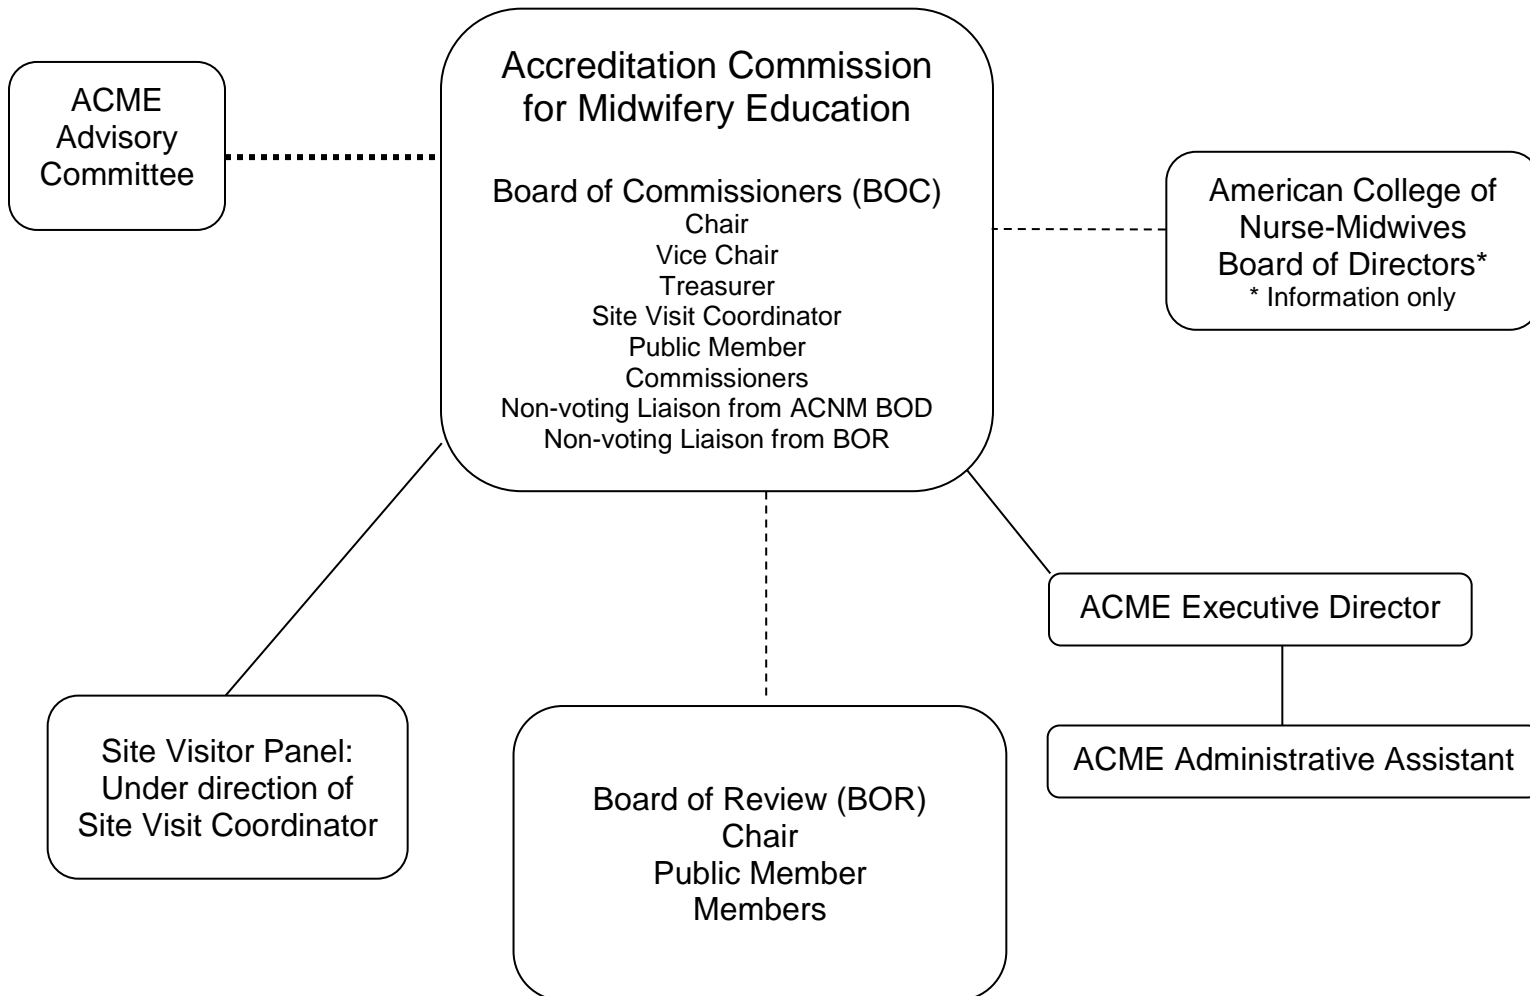 ACME
Advisory
Committee
Accreditation Commission
for Midwifery Education
Board of Commissioners (BOC)
Chair
Vice Chair
Treasurer
Site Visit Coordinator
Public Member
Commissioners
Non-voting Liaison from ACNM BOD
Non-voting Liaison from BOR
American College of
Nurse-Midwives
Board of Directors*
* Information only
ACME Executive Director
ACME Administrative Assistant
Site Visitor Panel:
Under direction of
Site Visit Coordinator
Board of Review (BOR)
Chair
Public Member
Members